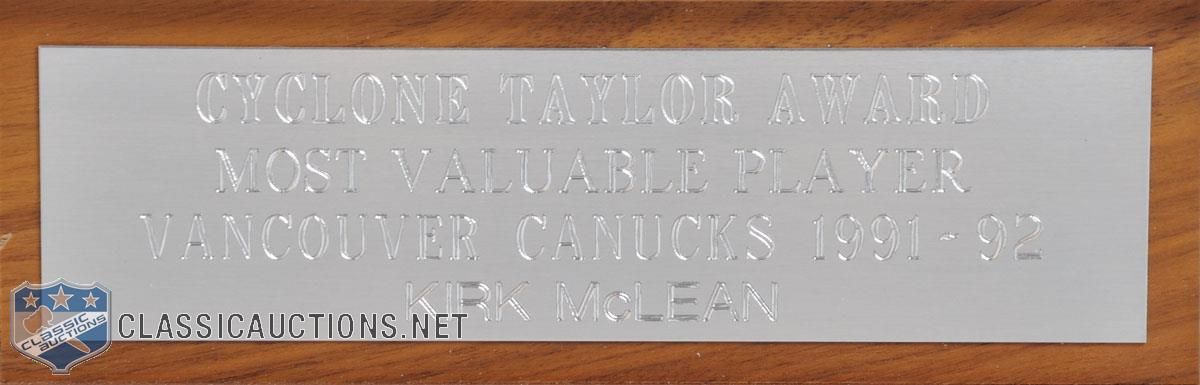 CYCLONE TAYLOR AWARD
MOST VALUABLE PLAYER
VANCOUVER CANUCKS 1991-92
KIRK McLEAN
CLASSIC AUCTIONS
CLASSICAUCTIONS.NET